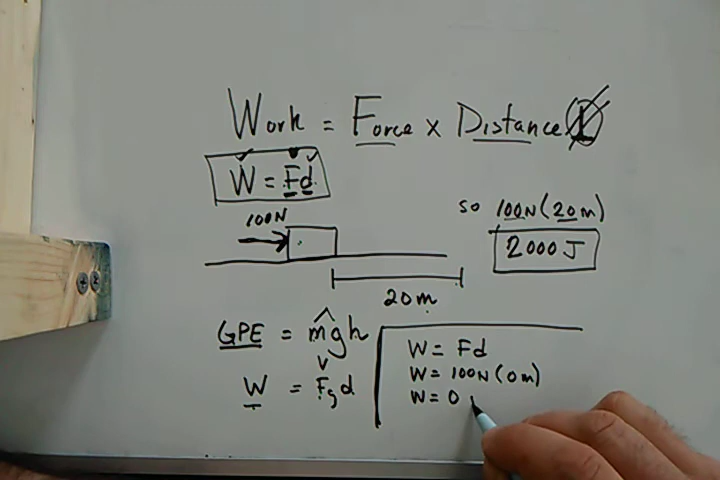 Work = Force x Distance ⊥
W = Fd
100N
so 100N(20m)
2000 J
20m
GPE = mgh
W = Fgd
W = Fd
W = 100N(0m)
W = 0